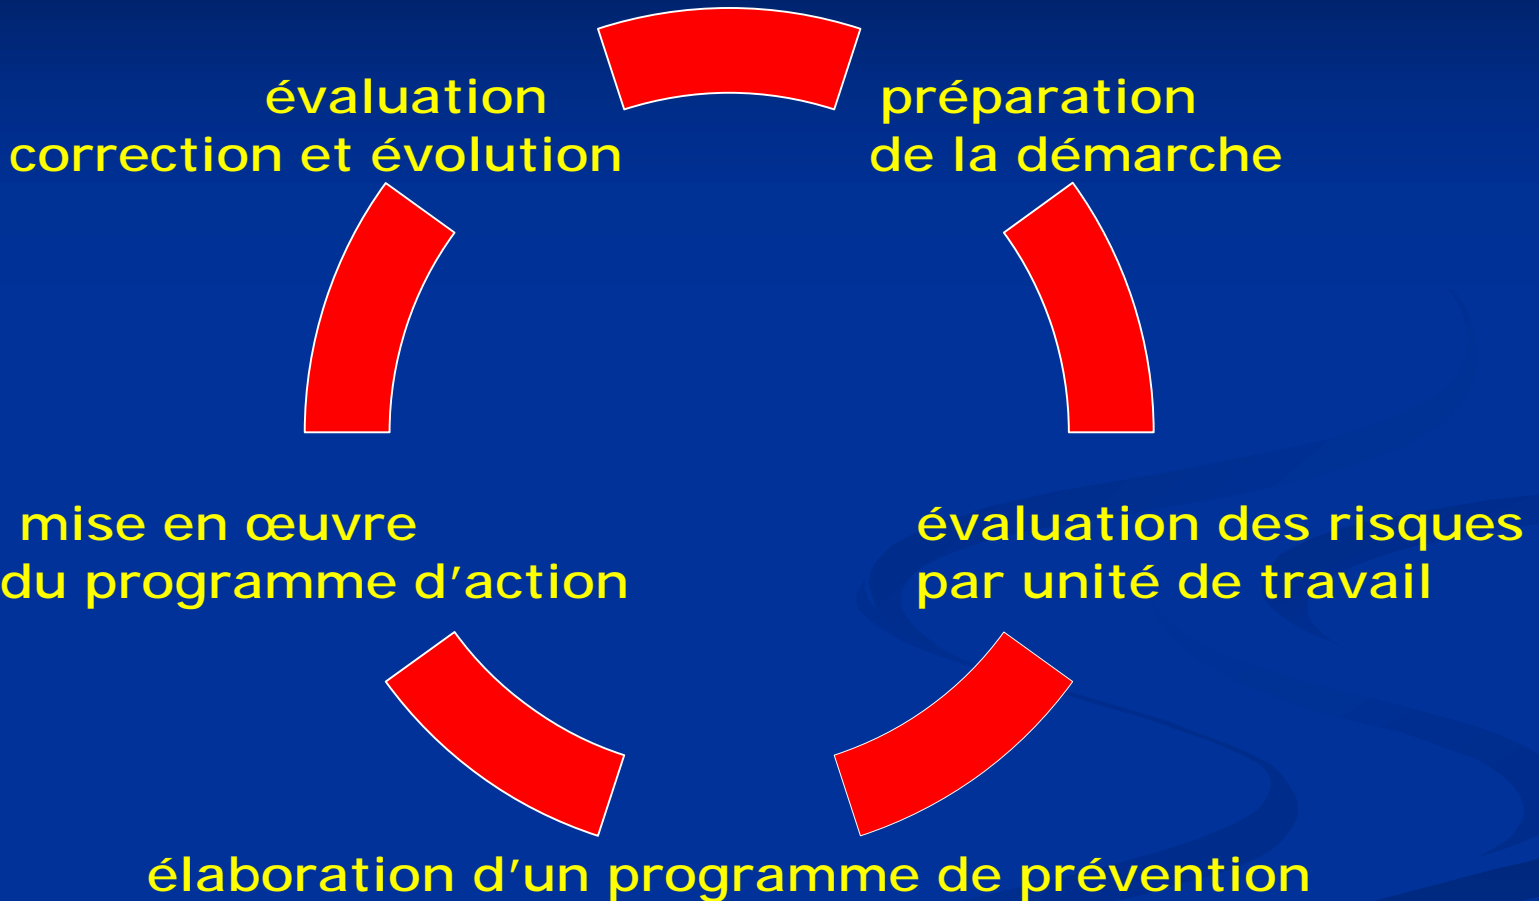 évaluation
correction et évolution
préparation
de la démarche
mise en œuvre
du programme d’action
évaluation des risques
par unité de travail
élaboration d’un programme de prévention